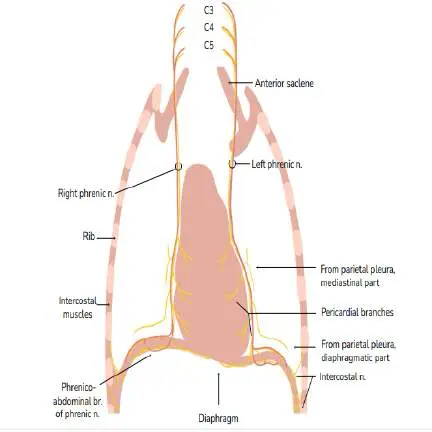 C3
C4
C5
Anterior saclene
Left phrenic n.
Right phrenic n.
Rib
From parietal pleura,
mediastinal part
Intercostal
muscles
Pericardial branches
From parietal pleura,
diaphragmatic part
Intercostal n.
Phrenico-
abdominal br.
of phrenic n.
Diaphragm